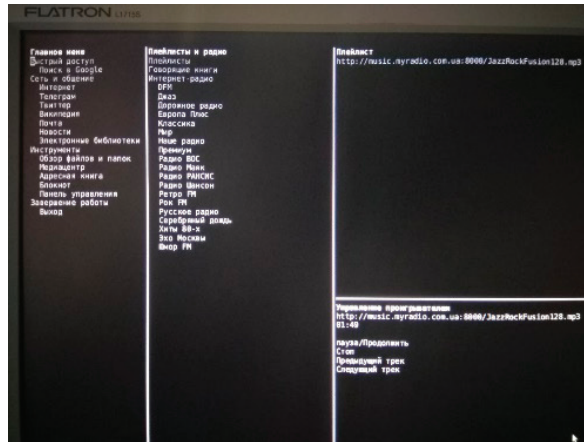 FLATRON L1715S
Главное меню
Быстрый доступ
Поиск в Google
Сеть и общение
Интернет
Телеграм
Твиттер
Википедия
Почта
Новости
Электронные библиотеки
Инструменты
Обзор файлов и папок
Медиацентр
Адресная книга
Блокнот
Панель управления
Завершение работы
Выход
Плейлисты и радио
Плейлисты
Говорящие книги
Интернет-радио
DFM
Джаз
Дорожное радио
Европа Плюс
Классика
Мир
Наше радио
Премиум
Радио ВОС
Радио Маяк
Радио РАНСИС
Радио Шансон
Ретро FM
Рок FM
Русское радио
Серебряный дождь
Хиты 80-х
Эхо Москвы
Юмор FM
Плейлист
http://music.myradio.com.ua:8000/JazzRockFusion128.mp3
Управление проигрывателем
http://music.myradio.com.ua:8000/JazzRockFusion128.mp3
01:49
пауза/Продолжить
Стоп
Предыдущий трек
Следующий трек